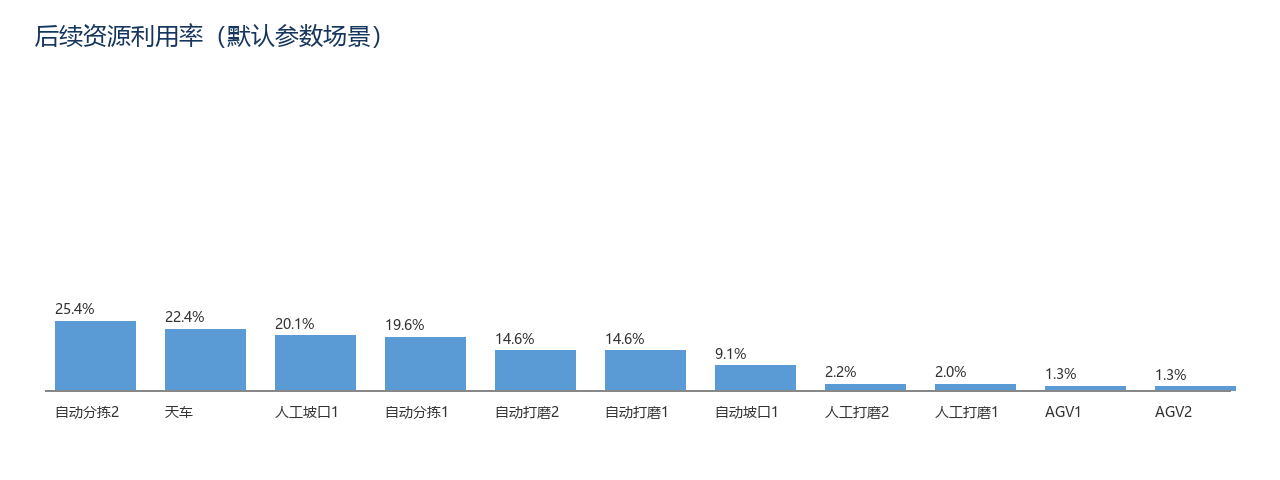 后续资源利用率（默认参数场景）
25.4%
22.4%
20.1%
19.6%
14.6%
14.6%
9.1%
2.2%
2.0%
1.3%
1.3%
自动分拣2
天车
人工坡口1
自动分拣1
自动打磨2
自动打磨1
自动坡口1
人工打磨2
人工打磨1
AGV1
AGV2